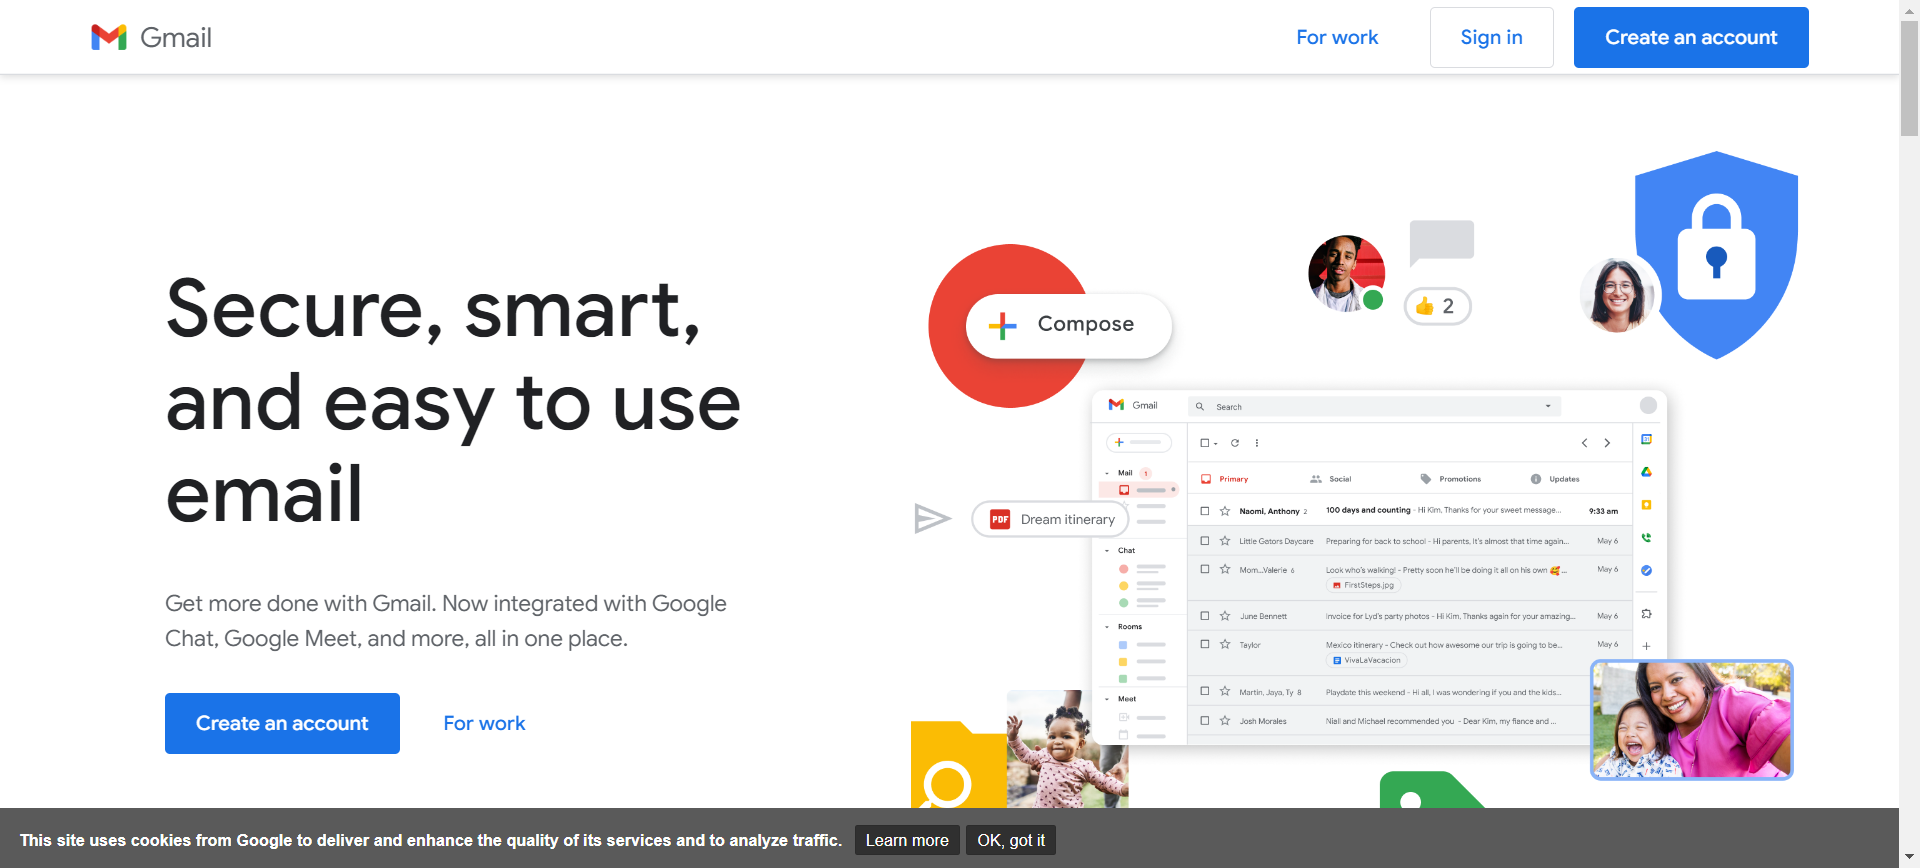 Gmail
For work
Sign in
Create an account
Secure, smart,
and easy to use
email
Get more done with Gmail. Now integrated with Google
Chat, Google Meet, and more, all in one place.
Create an account
For work
Compose
👍 2
PDF Dream itinerary
Gmail
Search
Mail 1
Chat
Rooms
Meet
Primary
Social
Promotions
Updates
Naomi, Anthony 2 100 days and counting - Hi Kim, Thanks for your sweet message... 9:33 am
Little Gators Daycare Preparing for back to school - Hi parents, It's almost that time again... May 6
Mom...Valerie 6 Look who's walking! - Pretty soon he'll be doing it all on his own 🥰 ... May 6
FirstSteps.jpg
June Bennett Invoice for Lyd's party photos - Hi Kim, Thanks again for your amazing... May 6
Taylor Mexico itinerary - Check out how awesome our trip is going to be... May 6
VivaLaVacacion
Martin, Jaya, Ty 8 Playdate this weekend - Hi all, I was wondering if you and the kids...
Josh Morales Niall and Michael recommended you - Dear Kim, my fiance and ...
This site uses cookies from Google to deliver and enhance the quality of its services and to analyze traffic.
Learn more
OK, got it